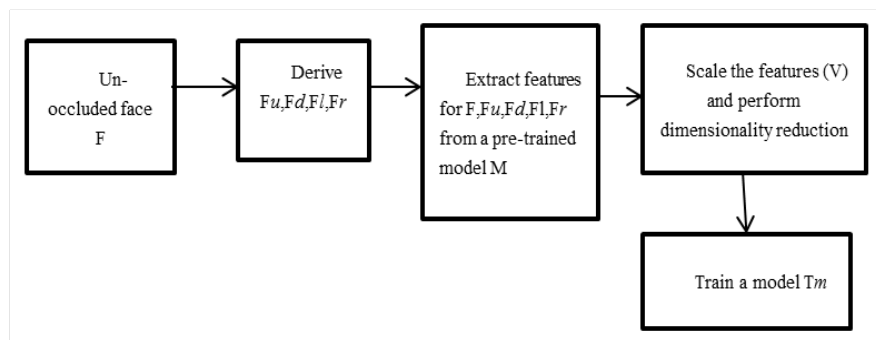 Un-
occluded face
F
Derive
Fu,Fd,Fl,Fr
Extract features
for F,Fu,Fd,Fl,Fr
from a pre-trained
model M
Scale the features (V)
and perform
dimensionality reduction
Train a model Tm